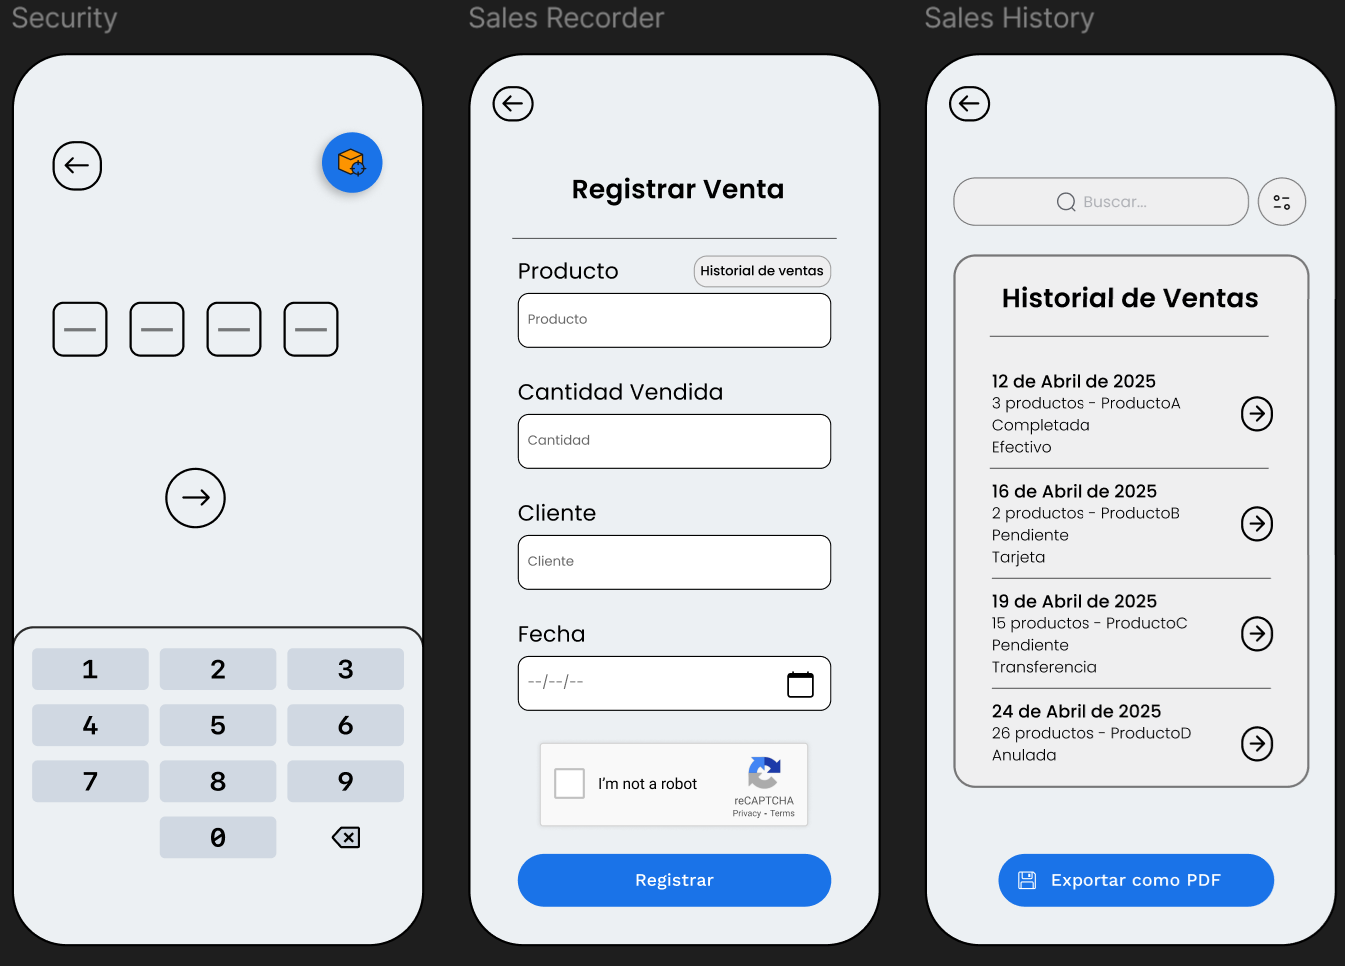 Security
1 2 3
4 5 6
7 8 9
0
Sales Recorder
Registrar Venta
Producto
Historial de ventas
Producto
Cantidad Vendida
Cantidad
Cliente
Cliente
Fecha
--/--/--
I'm not a robot
reCAPTCHA
Privacy • Terms
Registrar
Sales History
Buscar...
Historial de Ventas
12 de Abril de 2025
3 productos - ProductoA
Completada
Efectivo
16 de Abril de 2025
2 productos - ProductoB
Pendiente
Tarjeta
19 de Abril de 2025
15 productos - ProductoC
Pendiente
Transferencia
24 de Abril de 2025
26 productos - ProductoD
Anulada
Exportar como PDF